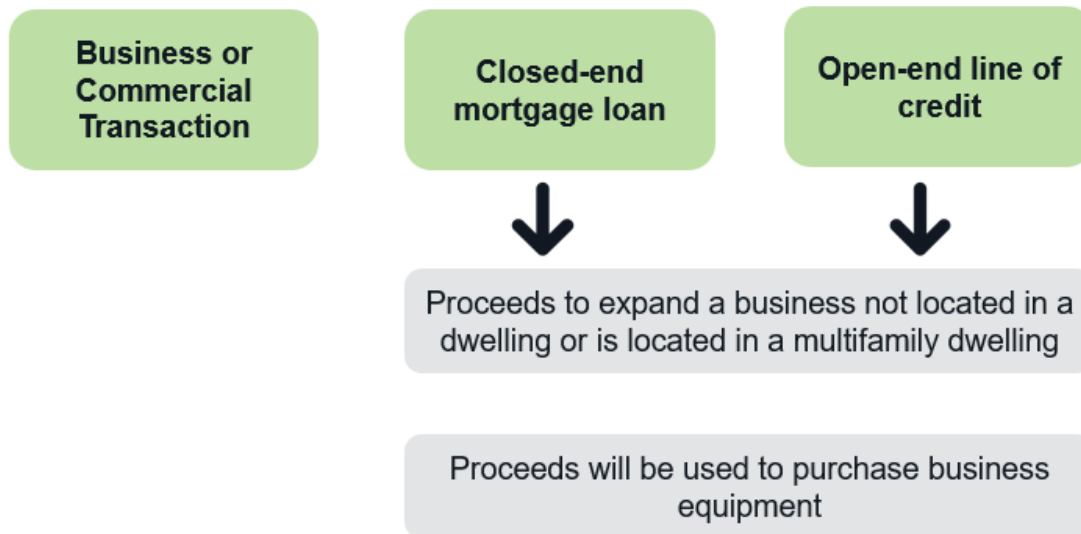 Business or
Commercial
Transaction
Closed-end
mortgage loan
Open-end line of
credit
Proceeds to expand a business not located in a
dwelling or is located in a multifamily dwelling
Proceeds will be used to purchase business
equipment